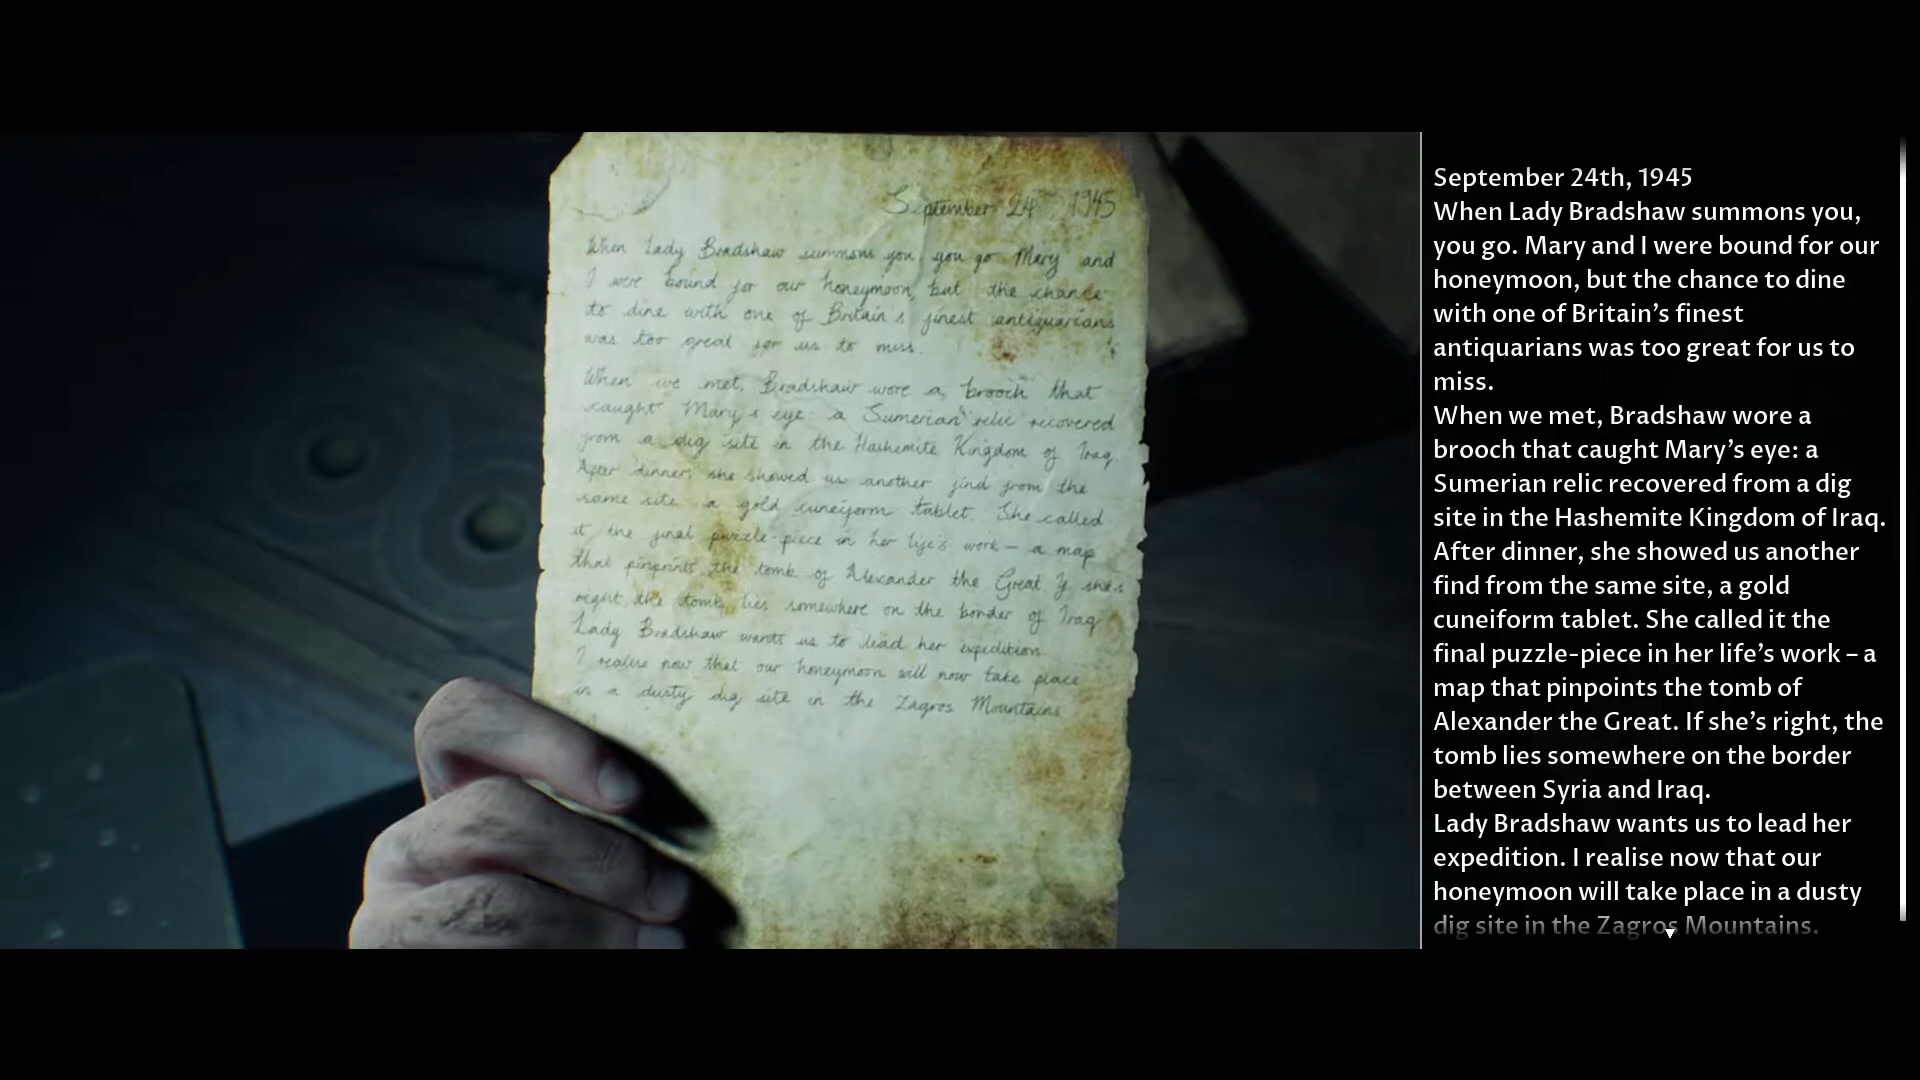 September 24th, 1945
When Lady Bradshaw summons you you go Mary and
I were bound for our honeymoon, but the chance
to dine with one of Britain's finest antiquarians
was too great for us to miss.
When we met, Bradshaw wore a brooch that
caught Mary's eye: a Sumerian relic recovered
from a dig site in the Hashemite Kingdom of Iraq.
After dinner, she showed us another find from the
same site a gold cuneiform tablet. She called
it the final puzzle-piece in her life's work – a map
that pinpoints the tomb of Alexander the Great If she's
right, the tomb lies somewhere on the border of Iraq
Lady Bradshaw wants us to lead her expedition.
I realise now that our honeymoon will now take place
in a dusty dig site in the Zagros Mountains
September 24th, 1945
When Lady Bradshaw summons you,
you go. Mary and I were bound for our
honeymoon, but the chance to dine
with one of Britain’s finest
antiquarians was too great for us to
miss.
When we met, Bradshaw wore a
brooch that caught Mary’s eye: a
Sumerian relic recovered from a dig
site in the Hashemite Kingdom of Iraq.
After dinner, she showed us another
find from the same site, a gold
cuneiform tablet. She called it the
final puzzle-piece in her life’s work – a
map that pinpoints the tomb of
Alexander the Great. If she’s right, the
tomb lies somewhere on the border
between Syria and Iraq.
Lady Bradshaw wants us to lead her
expedition. I realise now that our
honeymoon will take place in a dusty
dig site in the Zagros Mountains.